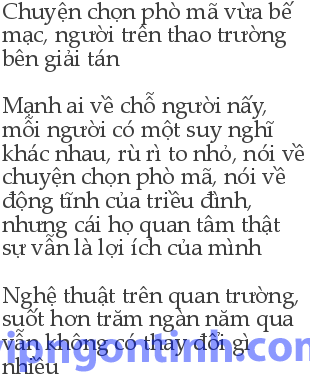 Chuyện chọn phò mã vừa bế
mạc, người trên thao trường
bèn giải tán
Mạnh ai về chỗ người nấy,
mỗi người có một suy nghĩ
khác nhau, rù rì to nhỏ, nói về
chuyện chọn phò mã, nói về
động tĩnh của triều đình,
nhưng cái họ quan tâm thật
sự vẫn là lợi ích của mình
Nghệ thuật trên quan trường,
suốt hơn trăm ngàn năm qua
vẫn không có thay đổi gì
nhiều
vipngontinh.com